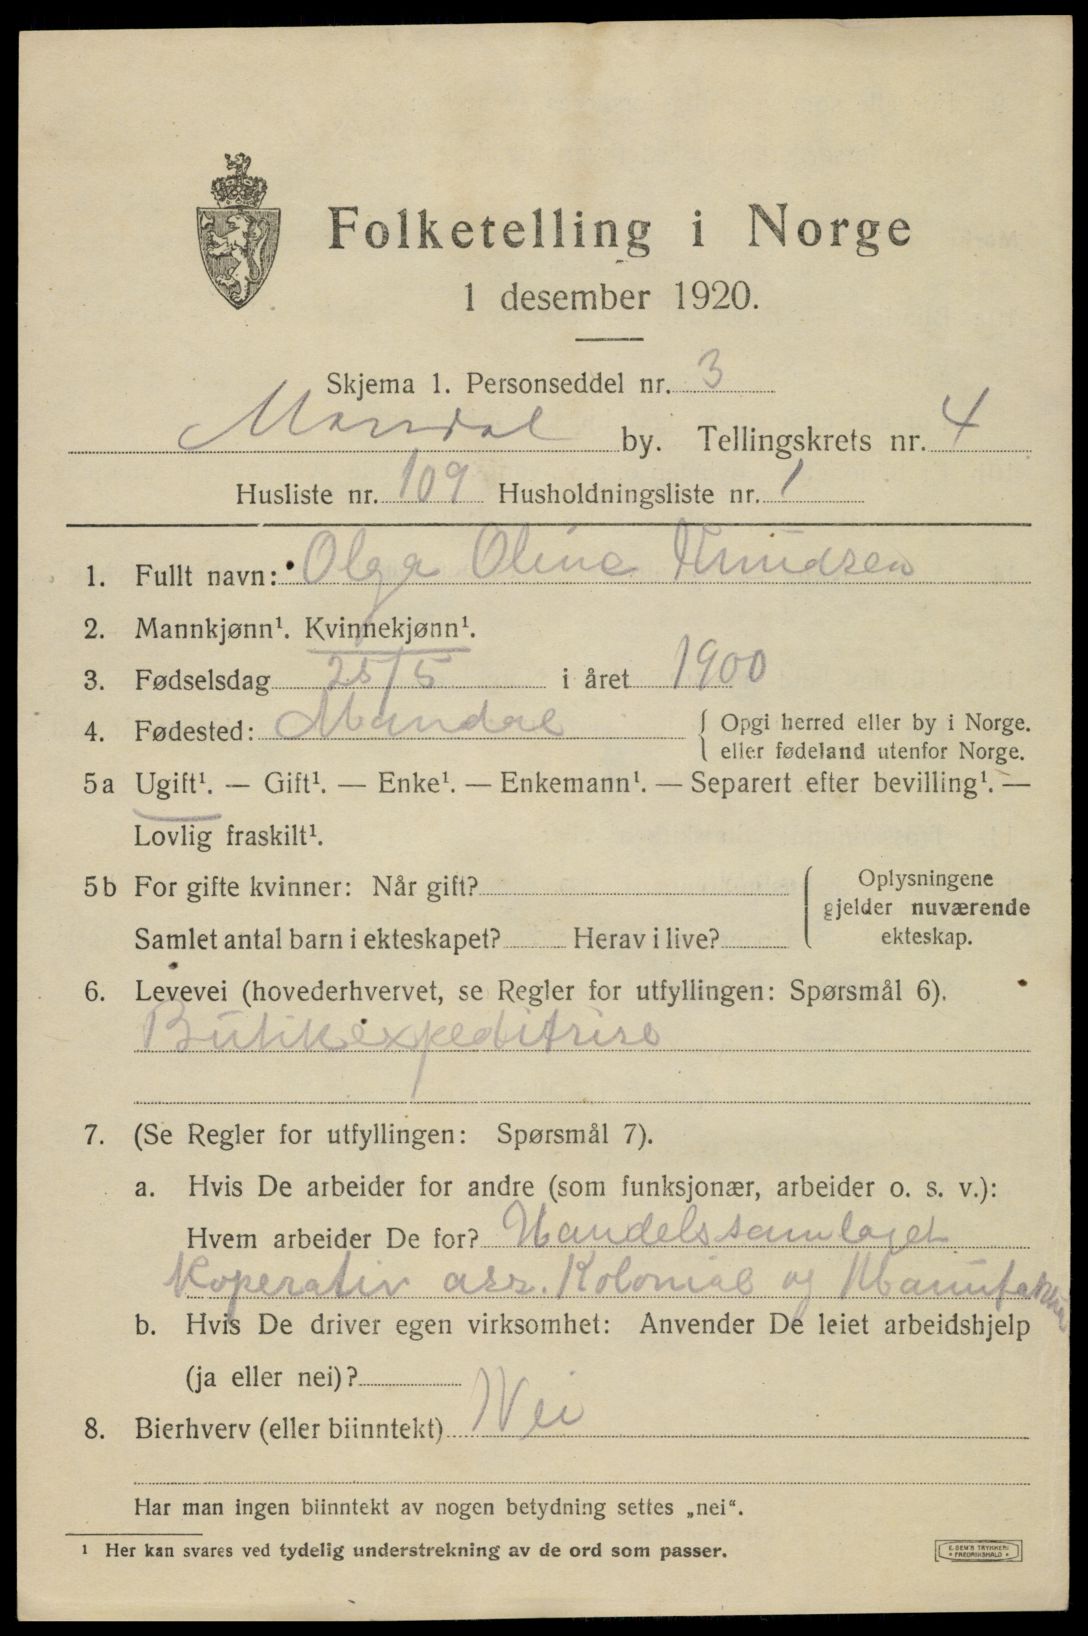 Folketelling i Norge
1 desember 1920.
Skjema 1. Personseddel nr. 3
Mandal by. Tellingskrets nr. 4
Husliste nr. 109 Husholdningsliste nr. 1
1. Fullt navn: Olga Oline Knudsen
2. Mannkjønn¹. Kvinnekjønn¹.
3. Fødselsdag 25/5 i året 1900
4. Fødested: Mandal { Opgi herred eller by i Norge.
eller fødeland utenfor Norge.
5a Ugift¹. — Gift¹. — Enke¹. — Enkemann¹. — Separert efter bevilling¹. —
Lovlig fraskilt¹.
5b For gifte kvinner: Når gift?
Samlet antal barn i ekteskapet? Herav i live?
Oplysningene
gjelder nuværende
ekteskap.
6. Levevei (hovederhvervet, se Regler for utfyllingen: Spørsmål 6).
Butikexpeditrise
7. (Se Regler for utfyllingen: Spørsmål 7).
a. Hvis De arbeider for andre (som funksjonær, arbeider o. s. v.):
Hvem arbeider De for? Handelssamlaget
Koperativ ass. Kolonial og Manufaktur
b. Hvis De driver egen virksomhet: Anvender De leiet arbeidshjelp
(ja eller nei)?
8. Bierhverv (eller biinntekt) Nei
Har man ingen biinntekt av nogen betydning settes „nei“.
¹ Her kan svares ved tydelig understrekning av de ord som passer.
E. SEM'S TRYKKERI
FREDRIKSHALD